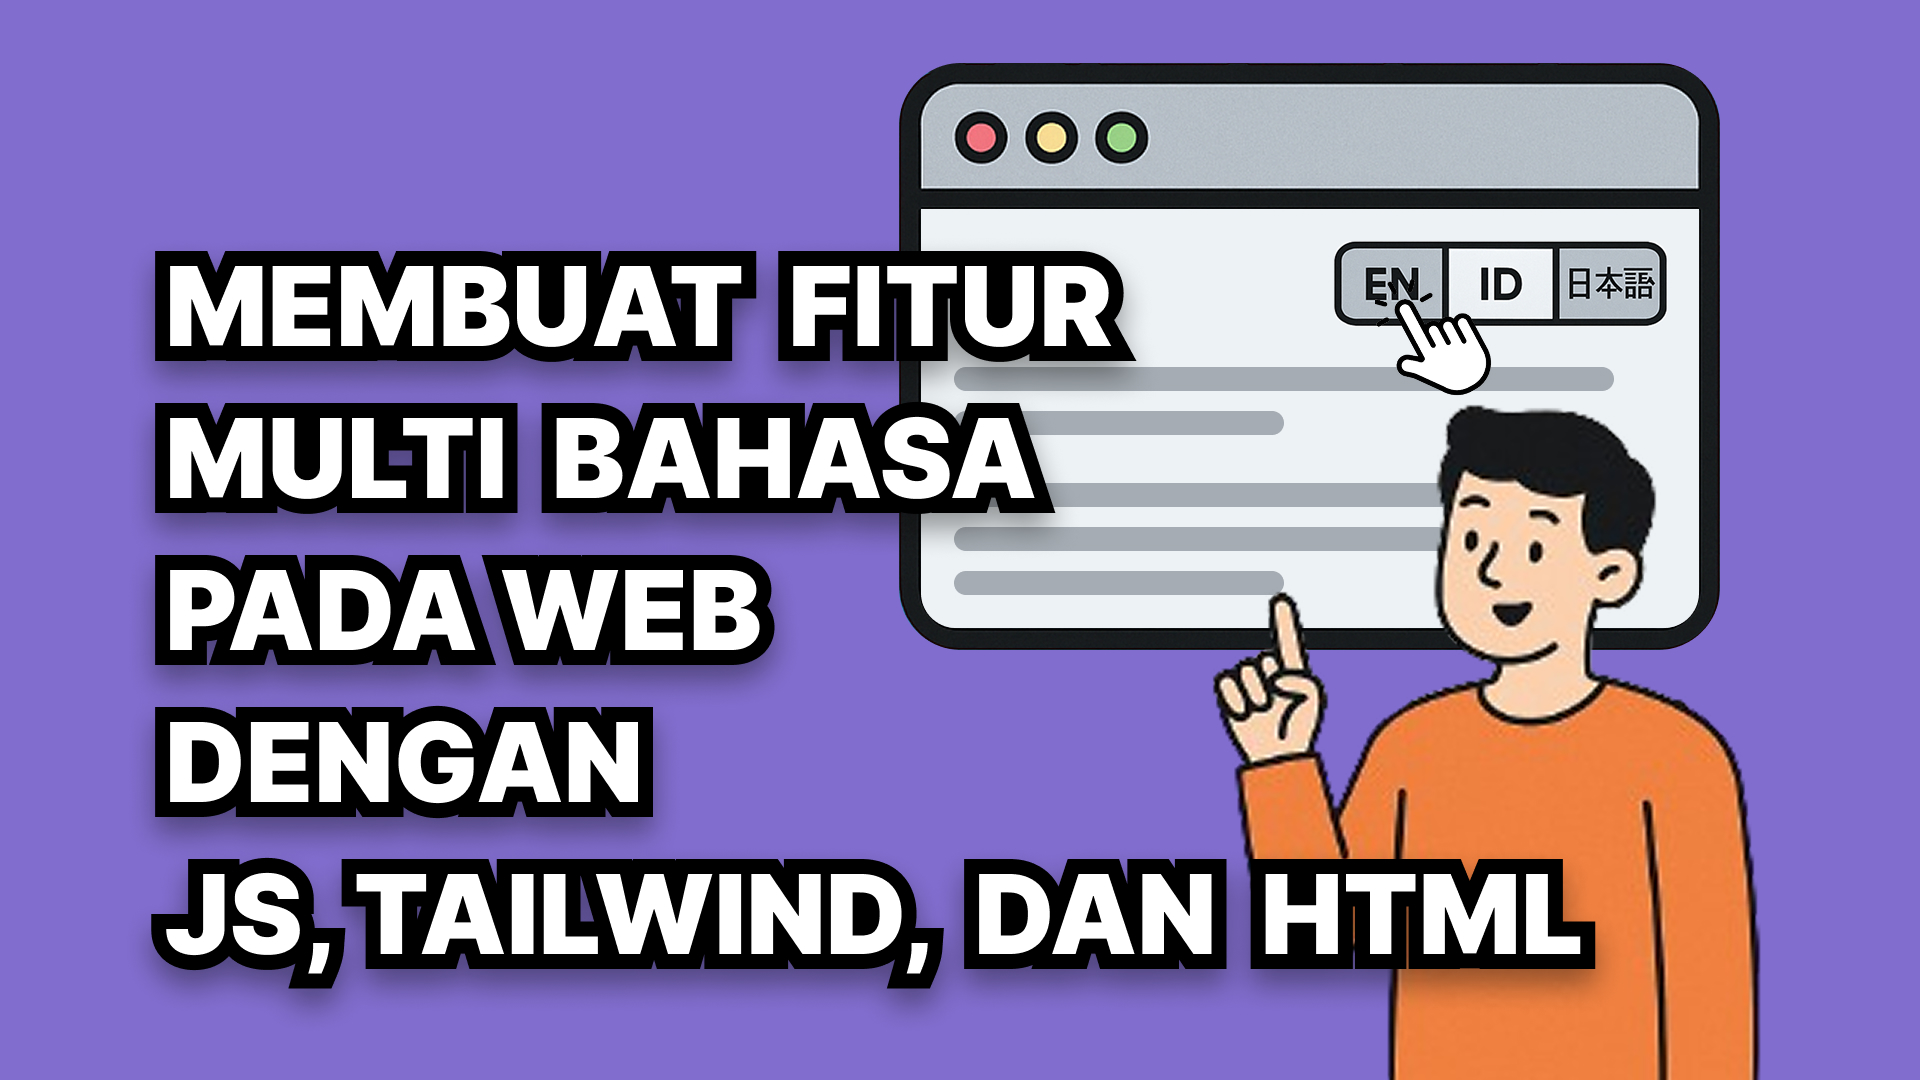 MEMBUAT FITUR
MULTI BAHASA
PADA WEB
DENGAN
JS, TAILWIND, DAN HTML
EN
ID
日本語